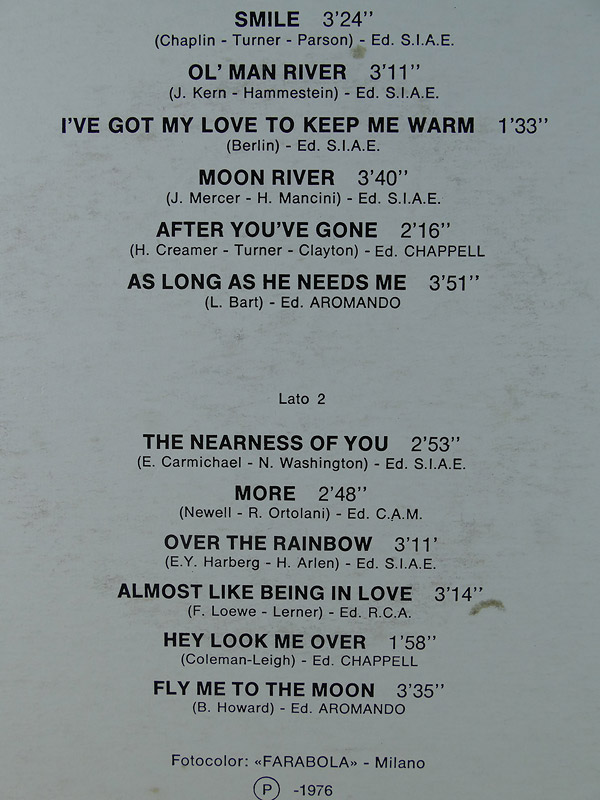 SMILE 3'24''
(Chaplin - Turner - Parson) - Ed. S.I.A.E.
OL' MAN RIVER 3'11''
(J. Kern - Hammestein) - Ed. S.I.A.E.
I'VE GOT MY LOVE TO KEEP ME WARM 1'33''
(Berlin) - Ed. S.I.A.E.
MOON RIVER 3'40''
(J. Mercer - H. Mancini) - Ed. S.I.A.E.
AFTER YOU'VE GONE 2'16''
(H. Creamer - Turner - Clayton) - Ed. CHAPPELL
AS LONG AS HE NEEDS ME 3'51''
(L. Bart) - Ed. AROMANDO
Lato 2
THE NEARNESS OF YOU 2'53''
(E. Carmichael - N. Washington) - Ed. S.I.A.E.
MORE 2'48''
(Newell - R. Ortolani) - Ed. C.A.M.
OVER THE RAINBOW 3'11'
(E.Y. Harberg - H. Arlen) - Ed. S.I.A.E.
ALMOST LIKE BEING IN LOVE 3'14''
(F. Loewe - Lerner) - Ed. R.C.A.
HEY LOOK ME OVER 1'58''
(Coleman-Leigh) - Ed. CHAPPELL
FLY ME TO THE MOON 3'35''
(B. Howard) - Ed. AROMANDO
Fotocolor: «FARABOLA» - Milano
Ⓟ -1976